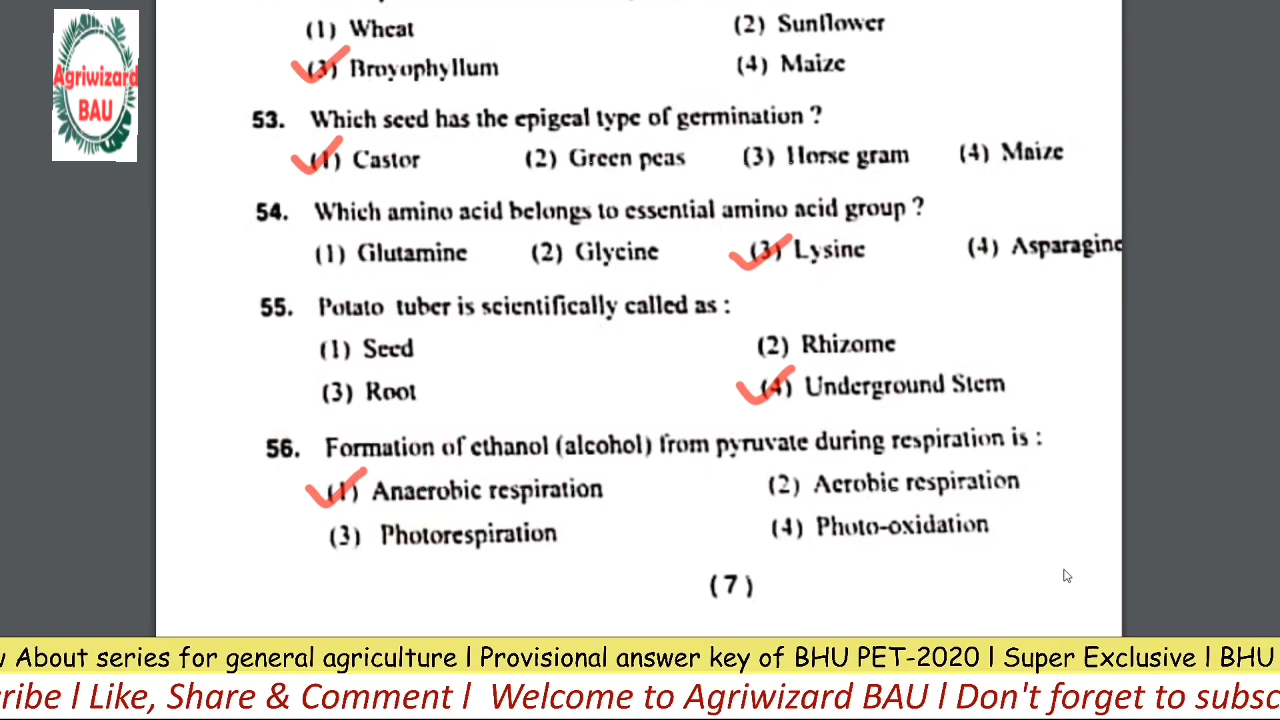 (1) Wheat (2) Sunflower
(3) Broyophyllum (4) Maize
Agriwizard
BAU
53. Which seed has the epigeal type of germination ?
(1) Castor (2) Green peas (3) Horse gram (4) Maize
54. Which amino acid belongs to essential amino acid group ?
(1) Glutamine (2) Glycine (3) Lysine (4) Asparagine
55. Potato tuber is scientifically called as :
(1) Seed (2) Rhizome
(3) Root (4) Underground Stem
56. Formation of ethanol (alcohol) from pyruvate during respiration is :
(1) Anaerobic respiration (2) Aerobic respiration
(3) Photorespiration (4) Photo-oxidation
(7)
w About series for general agriculture l Provisional answer key of BHU PET-2020 l Super Exclusive l BHU
cribe l Like, Share & Comment l Welcome to Agriwizard BAU l Don't forget to subsc